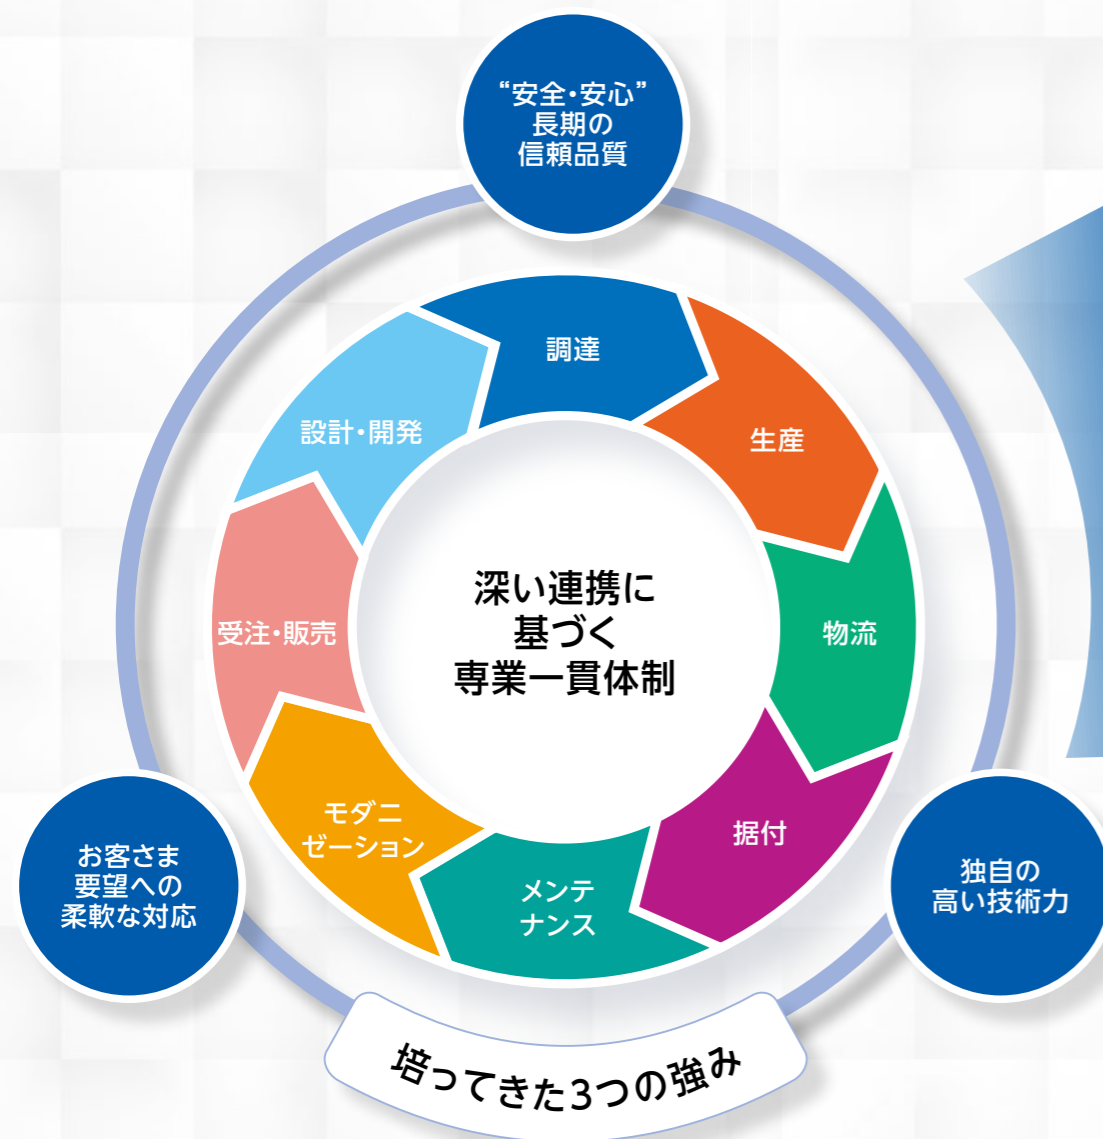 “安全・安心”
長期の
信頼品質
調達
生産
設計・開発
深い連携に
基づく
専業一貫体制
受注・販売
物流
据付
モダニ
ゼーション
メンテ
ナンス
お客さま
要望への
柔軟な対応
独自の
高い技術力
培ってきた3つの強み